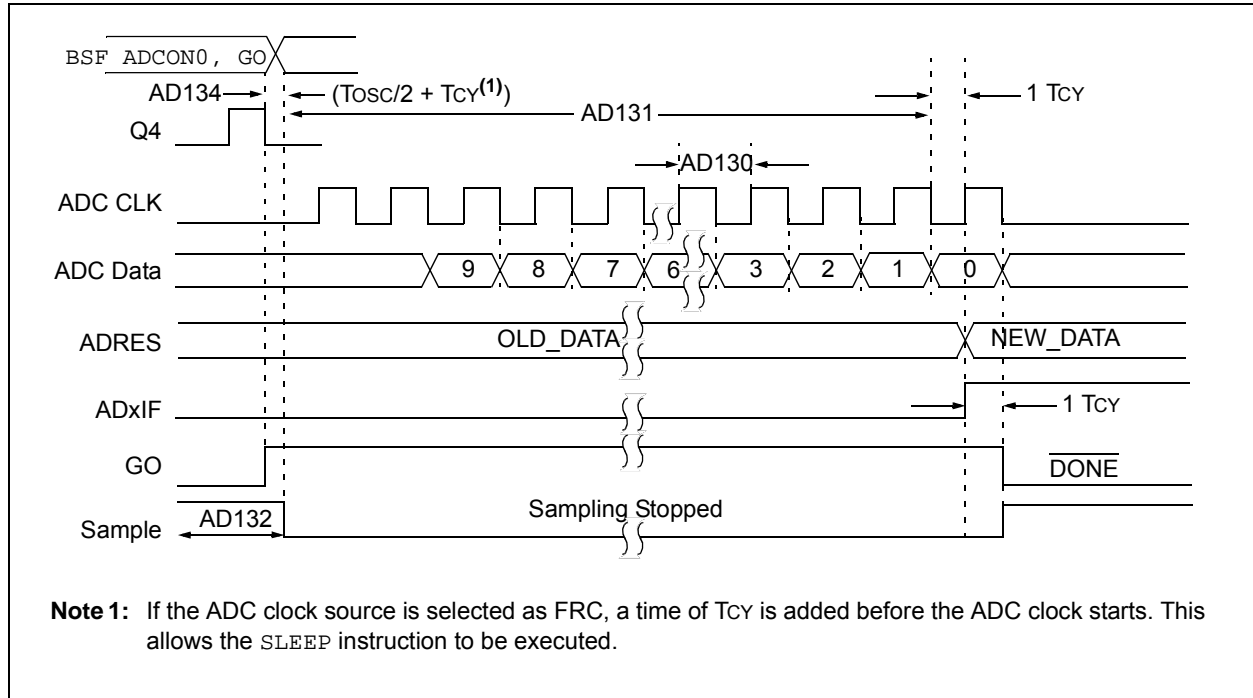 BSF ADCON0, GO
AD134 (TOSC/2 + TCY(1)) 1 TCY
AD131
Q4
AD130
ADC CLK
ADC Data 9 8 7 6 3 2 1 0
ADRES OLD_DATA NEW_DATA
ADxIF 1 TCY
GO DONE
Sample AD132 Sampling Stopped
Note 1: If the ADC clock source is selected as FRC, a time of TCY is added before the ADC clock starts. This
allows the SLEEP instruction to be executed.